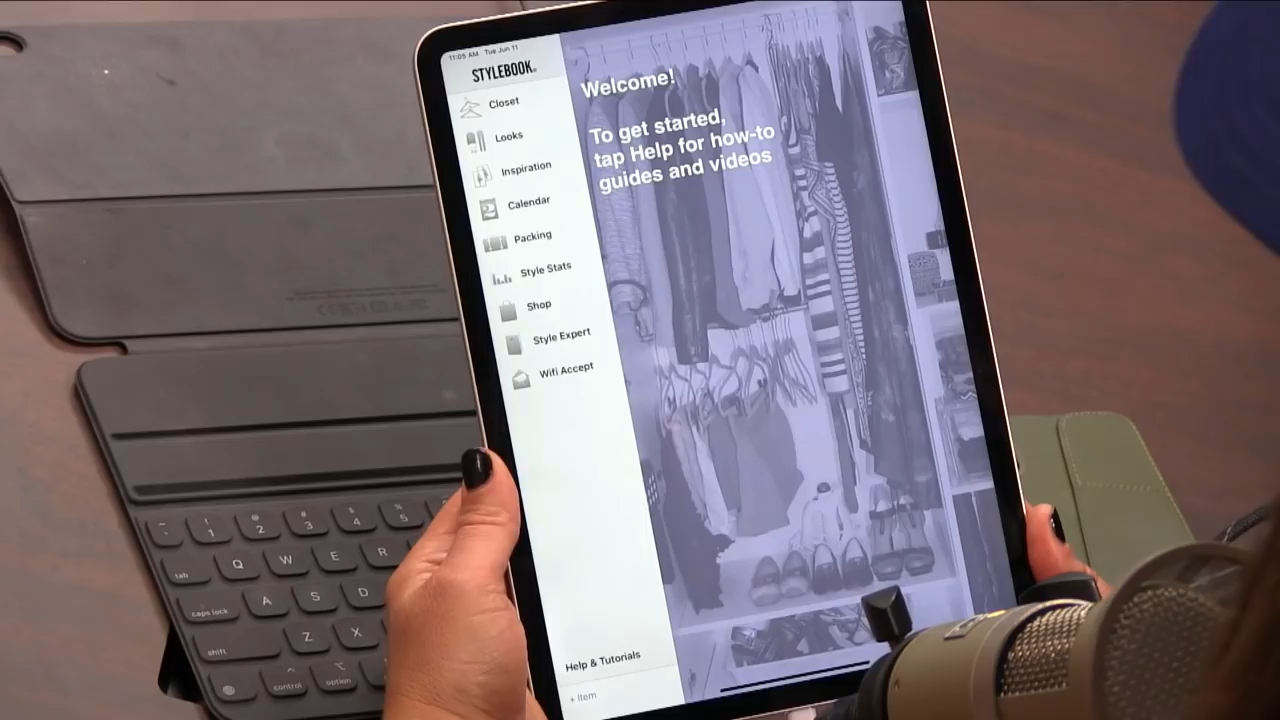 11:05 AM Tue Jun 11
STYLEBOOK
Closet
Looks
Inspiration
Calendar
Packing
Style Stats
Shop
Style Expert
Wifi Accept
Help & Tutorials
+ Item
Welcome!
To get started,
tap Help for how-to
guides and videos
~
! @ # $ %
1 2 3 4 5
tab Q W E R
caps lock A S D
shift Z X
control option